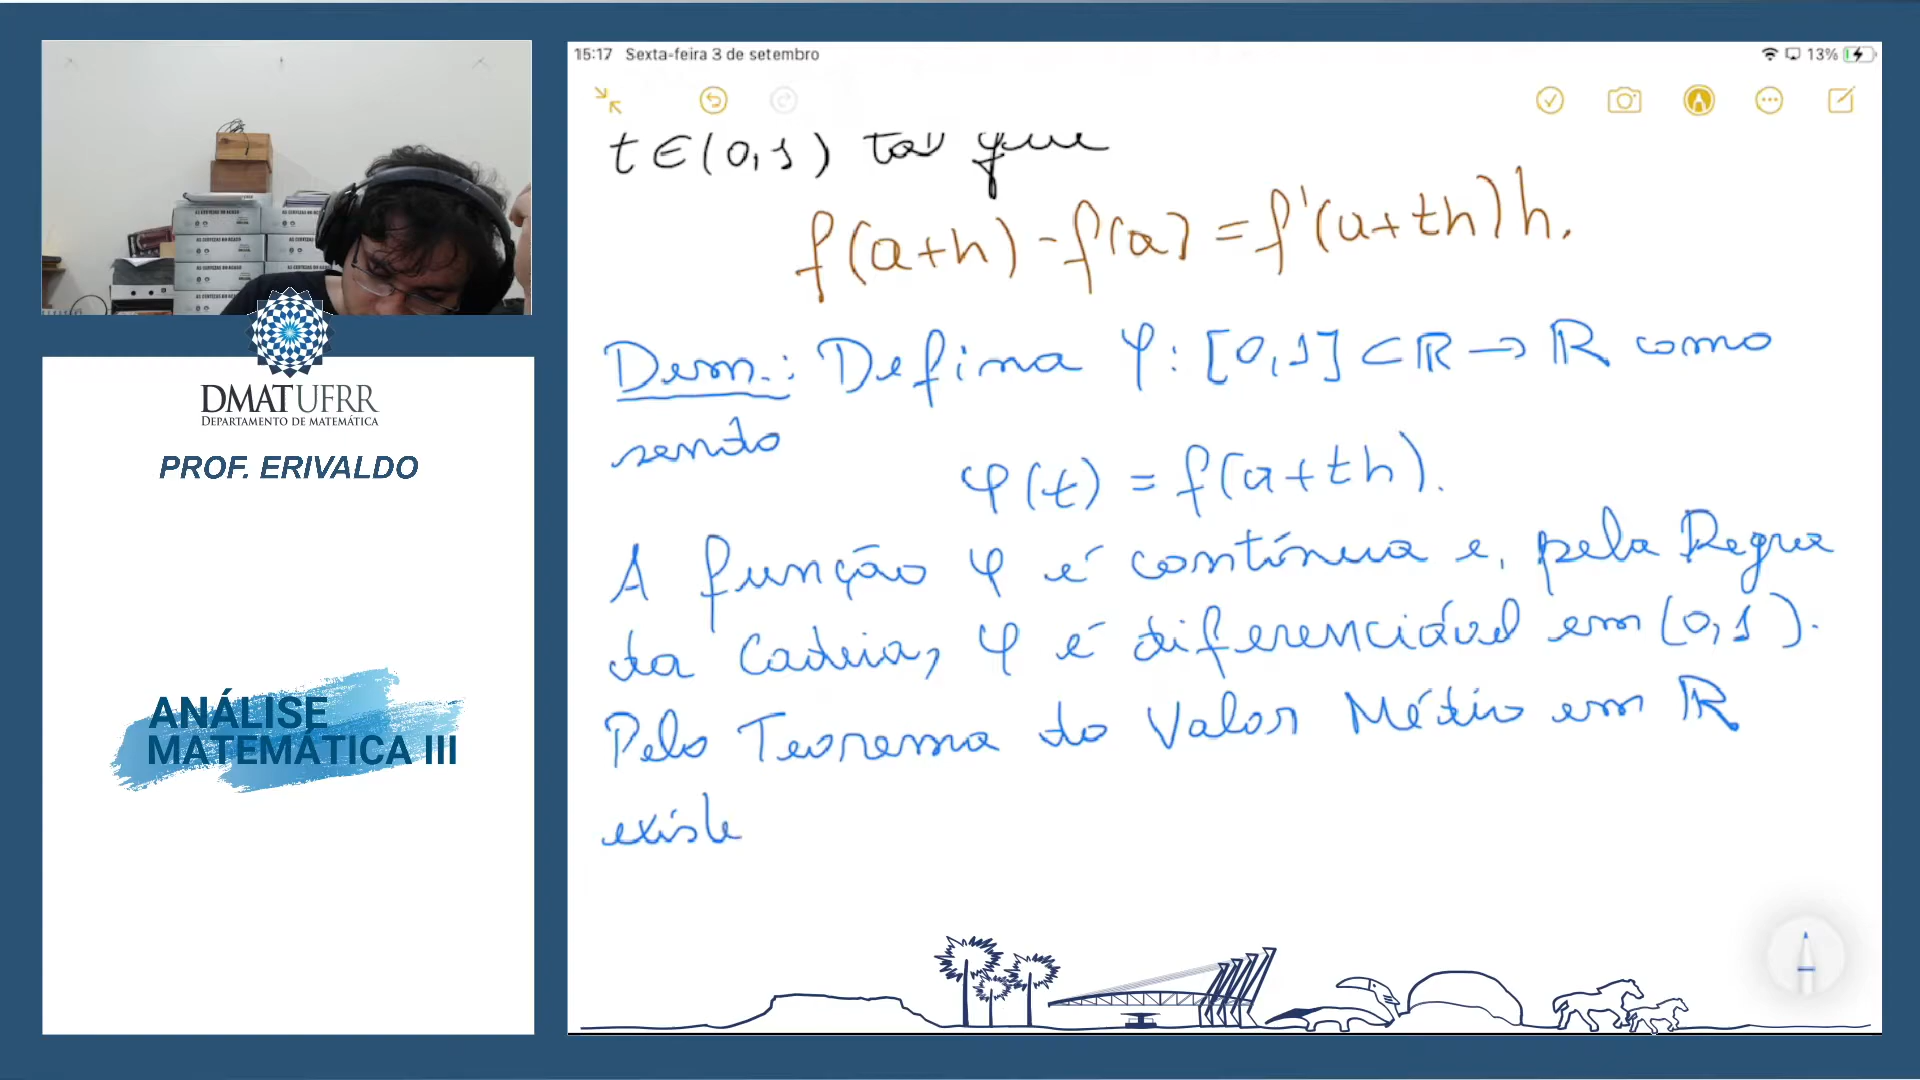 15:17 Sexta-feira 3 de setembro
13%
t ∈ (0,1) tal que
f(a+h) - f(a) = f'(a+th)h.
Dem.: Defina φ: [0,1] ⊂ ℝ → ℝ como
sendo
φ(t) = f(a+th).
A função φ é contínua e, pela Regra
da Cadeia, φ é diferenciável em (0,1).
Pelo Teorema do Valor Médio em ℝ
existe
DMATUFRR
DEPARTAMENTO DE MATEMÁTICA
PROF. ERIVALDO
ANÁLISE
MATEMÁTICA III